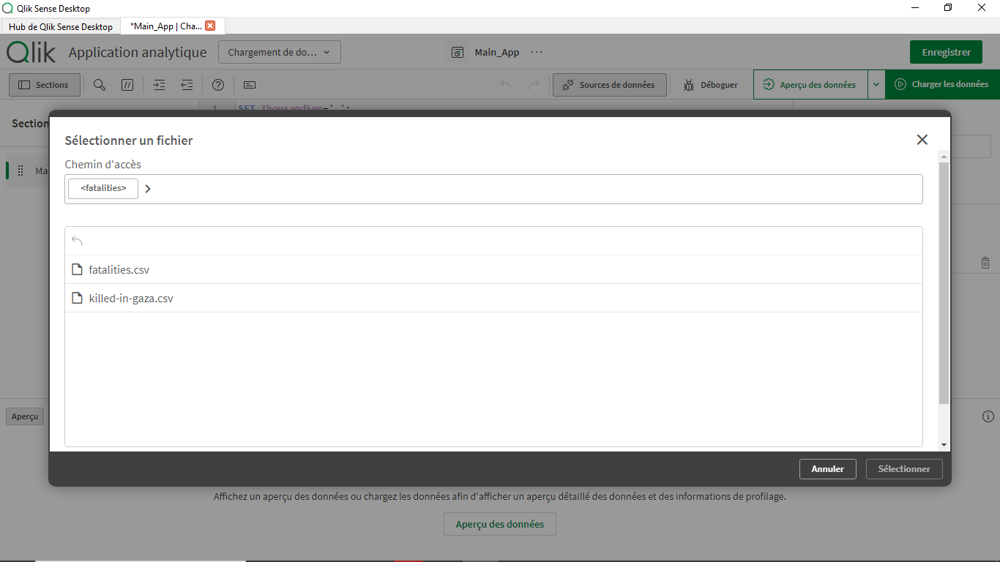 Qlik Sense Desktop
Hub de Qlik Sense Desktop
*Main_App | Cha...
Qlik
Application analytique
Chargement de do...
Main_App
...
Enregistrer
Sections
Sources de données
Déboguer
Aperçu des données
Charger les données
1 SET ThousandSep=' ';
Section
Ma
Sélectionner un fichier
Chemin d'accès
<fatalities>
fatalities.csv
killed-in-gaza.csv
Annuler
Sélectionner
Aperçu
Affichez un aperçu des données ou chargez les données afin d'afficher un aperçu détaillé des données et des informations de profilage.
Aperçu des données